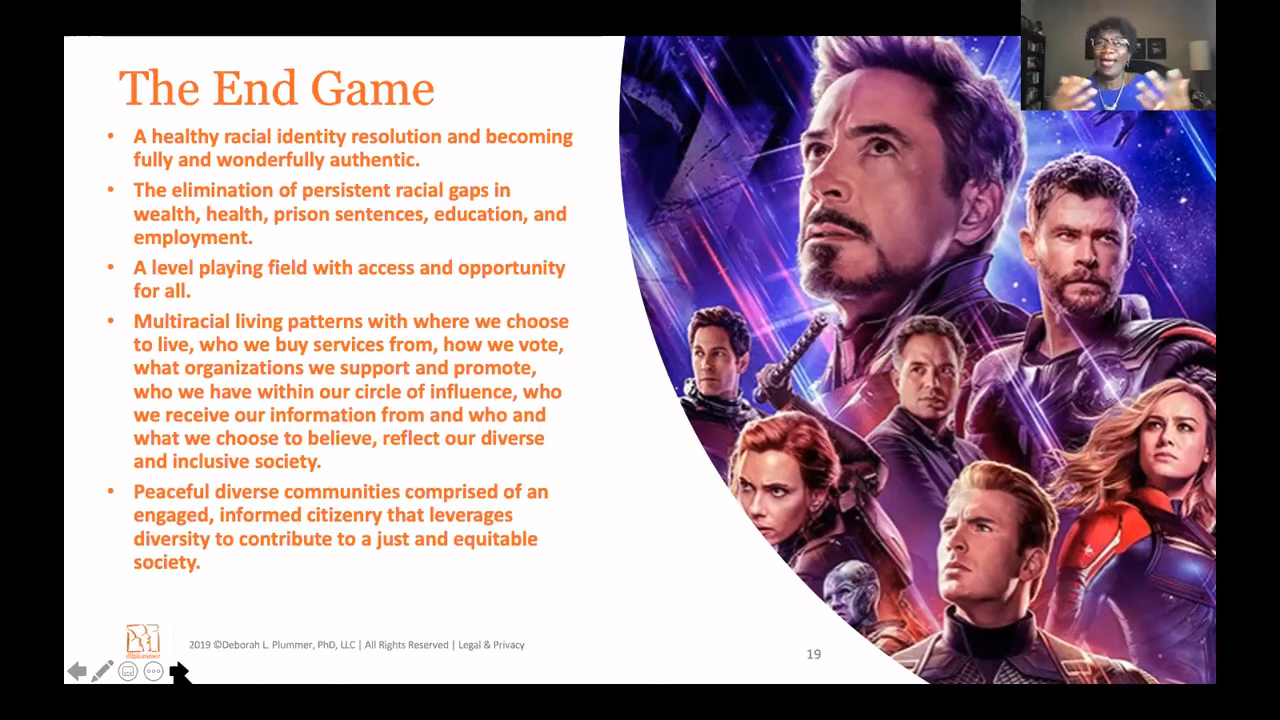 The End Game
• A healthy racial identity resolution and becoming
fully and wonderfully authentic.
• The elimination of persistent racial gaps in
wealth, health, prison sentences, education, and
employment.
• A level playing field with access and opportunity
for all.
• Multiracial living patterns with where we choose
to live, who we buy services from, how we vote,
what organizations we support and promote,
who we have within our circle of influence, who
we receive our information from and who and
what we choose to believe, reflect our diverse
and inclusive society.
• Peaceful diverse communities comprised of an
engaged, informed citizenry that leverages
diversity to contribute to a just and equitable
society.
dlplummer
2019 ©Deborah L. Plummer, PhD, LLC | All Rights Reserved | Legal & Privacy
19